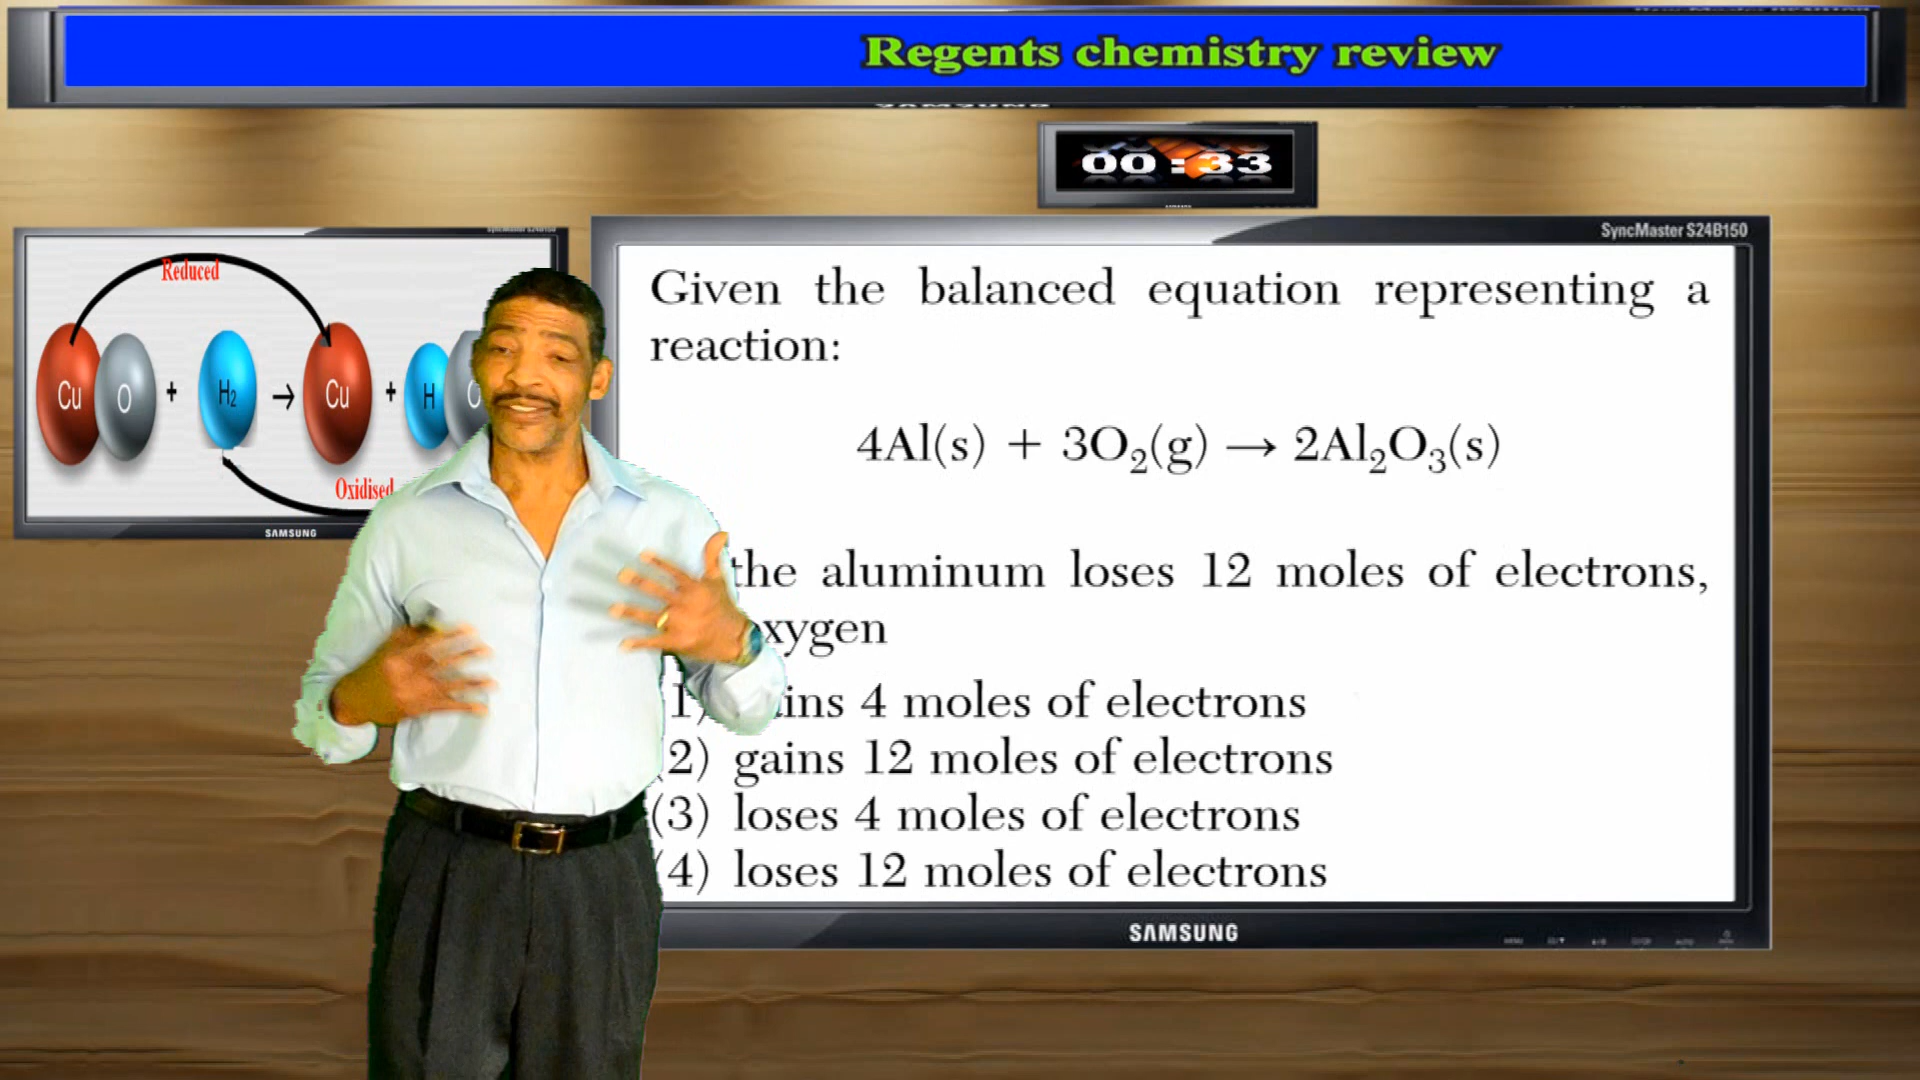 Regents chemistry review
SAMSUNG
00:33
SyncMaster S24B150
Reduced
Cu O + H2 → Cu + H
Oxidised
SAMSUNG
Given the balanced equation representing a
reaction:
4Al(s) + 3O₂(g) → 2Al₂O₃(s)
the aluminum loses 12 moles of electrons,
xygen
1) ins 4 moles of electrons
(2) gains 12 moles of electrons
(3) loses 4 moles of electrons
(4) loses 12 moles of electrons
SAMSUNG